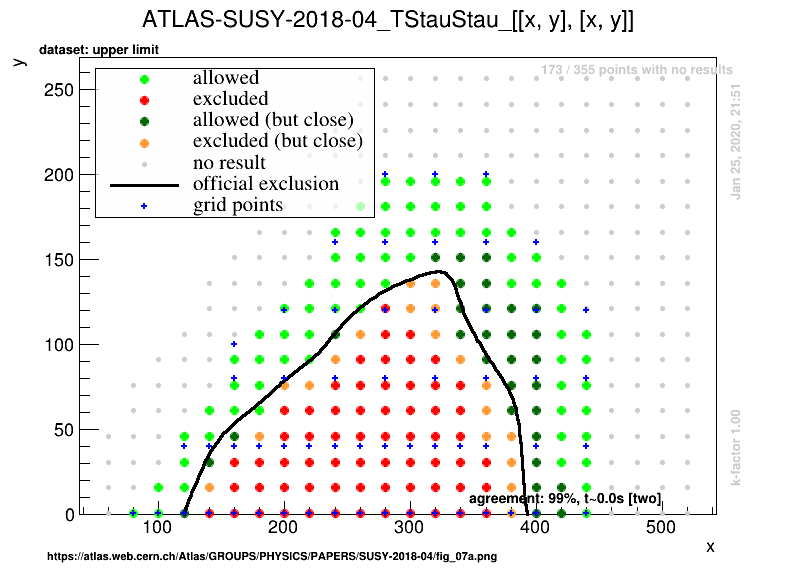 ATLAS-SUSY-2018-04_TStauStau_[[x, y], [x, y]]
dataset: upper limit
y
173 / 355 points with no results
Jan 25, 2020, 21:51
allowed
excluded
allowed (but close)
excluded (but close)
no result
official exclusion
grid points
250
200
150
100
50
0
k-factor 1.00
agreement: 99%, t~0.0s [two]
100 200 300 400 500
x
https://atlas.web.cern.ch/Atlas/GROUPS/PHYSICS/PAPERS/SUSY-2018-04/fig_07a.png